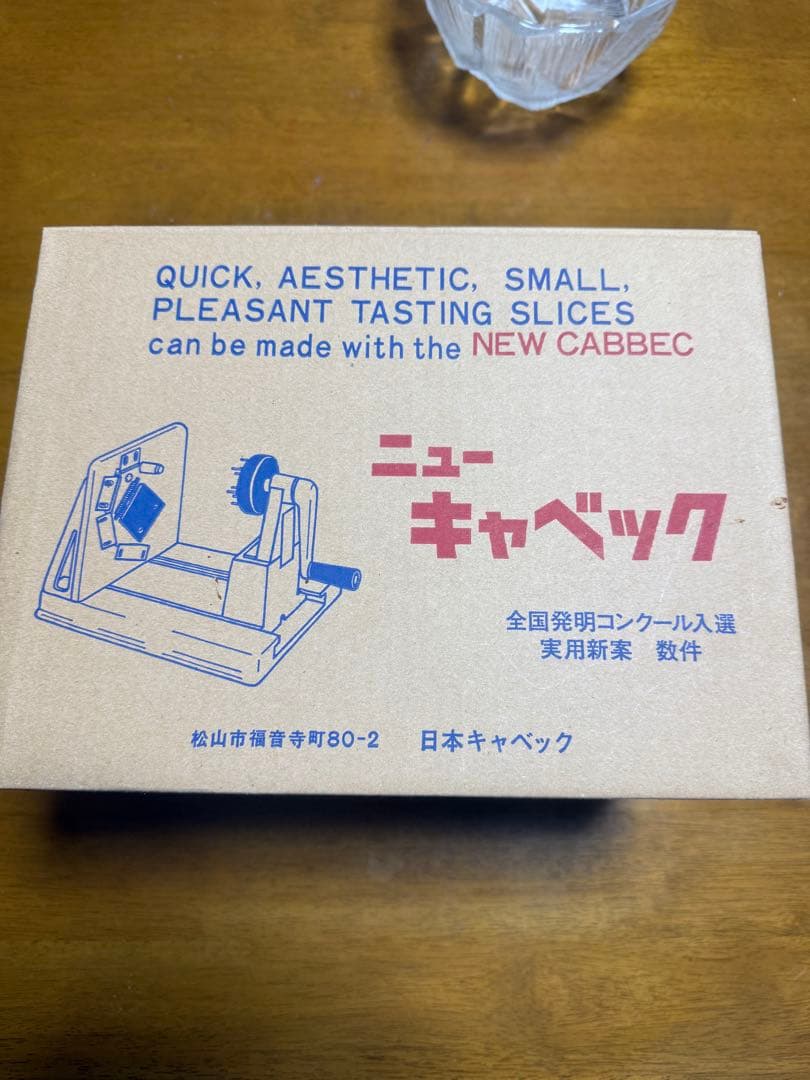 QUICK, AESTHETIC, SMALL,
PLEASANT TASTING SLICES
can be made with the NEW CABBEC
ニュー
キャベック
全国発明コンクール入選
実用新案 数件
松山市福音寺町80-2 日本キャベック